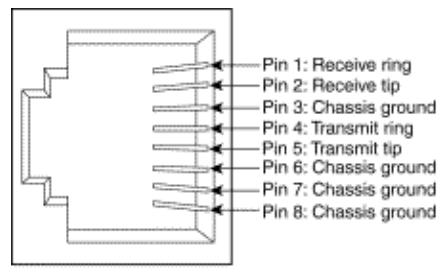 Pin 1: Receive ring
Pin 2: Receive tip
Pin 3: Chassis ground
Pin 4: Transmit ring
Pin 5: Transmit tip
Pin 6: Chassis ground
Pin 7: Chassis ground
Pin 8: Chassis ground